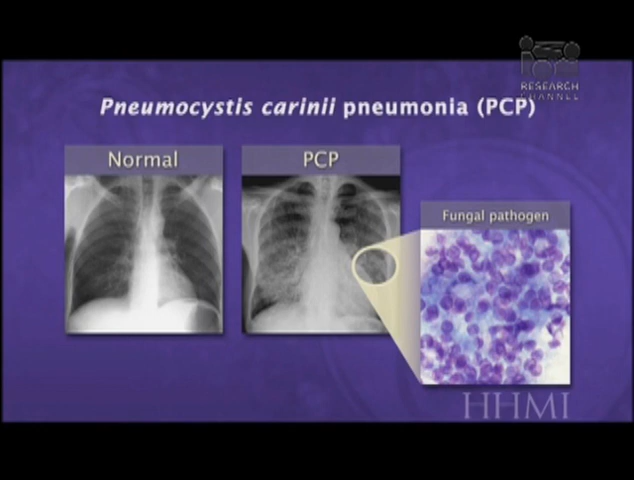 RESEARCH
CHANNEL
Pneumocystis carinii pneumonia (PCP)
Normal
PCP
Fungal pathogen
HHMI